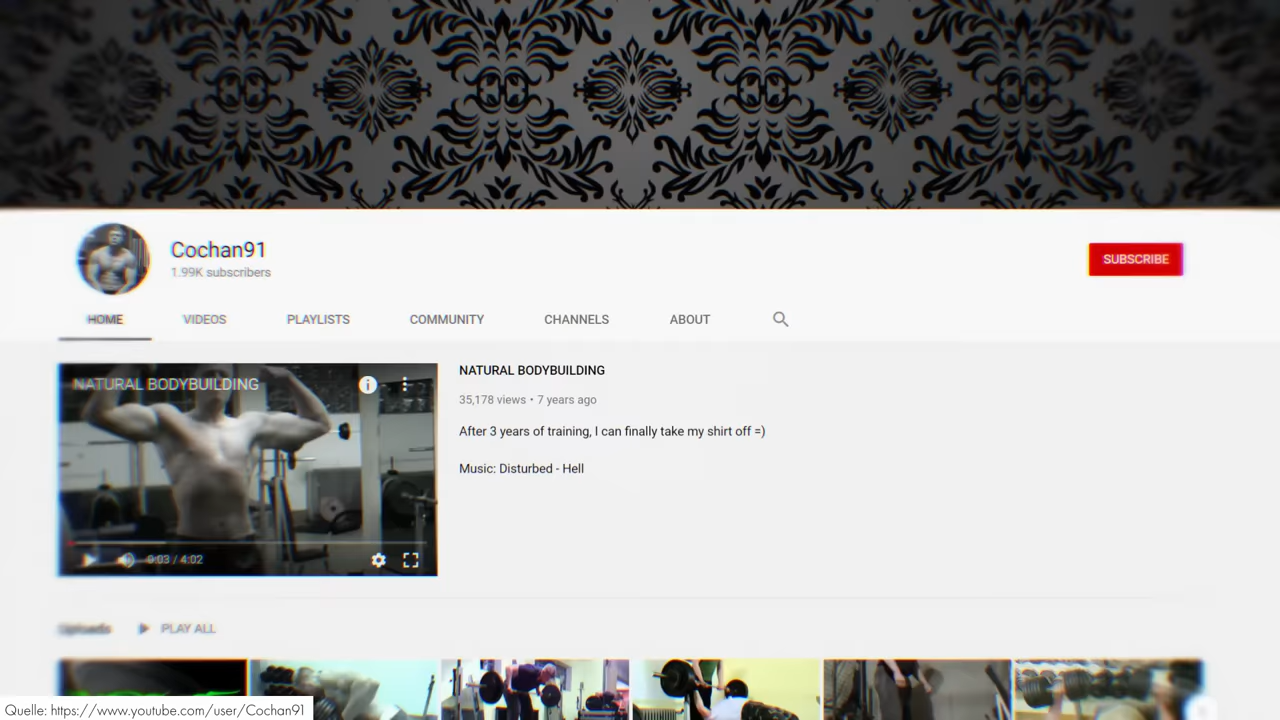 Cochan91
1.99K subscribers
SUBSCRIBE
HOME VIDEOS PLAYLISTS COMMUNITY CHANNELS ABOUT
NATURAL BODYBUILDING
0:03 / 4:02
NATURAL BODYBUILDING
35,178 views • 7 years ago
After 3 years of training, I can finally take my shirt off =)
Music: Disturbed - Hell
Uploads PLAY ALL
Quelle: https://www.youtube.com/user/Cochan91